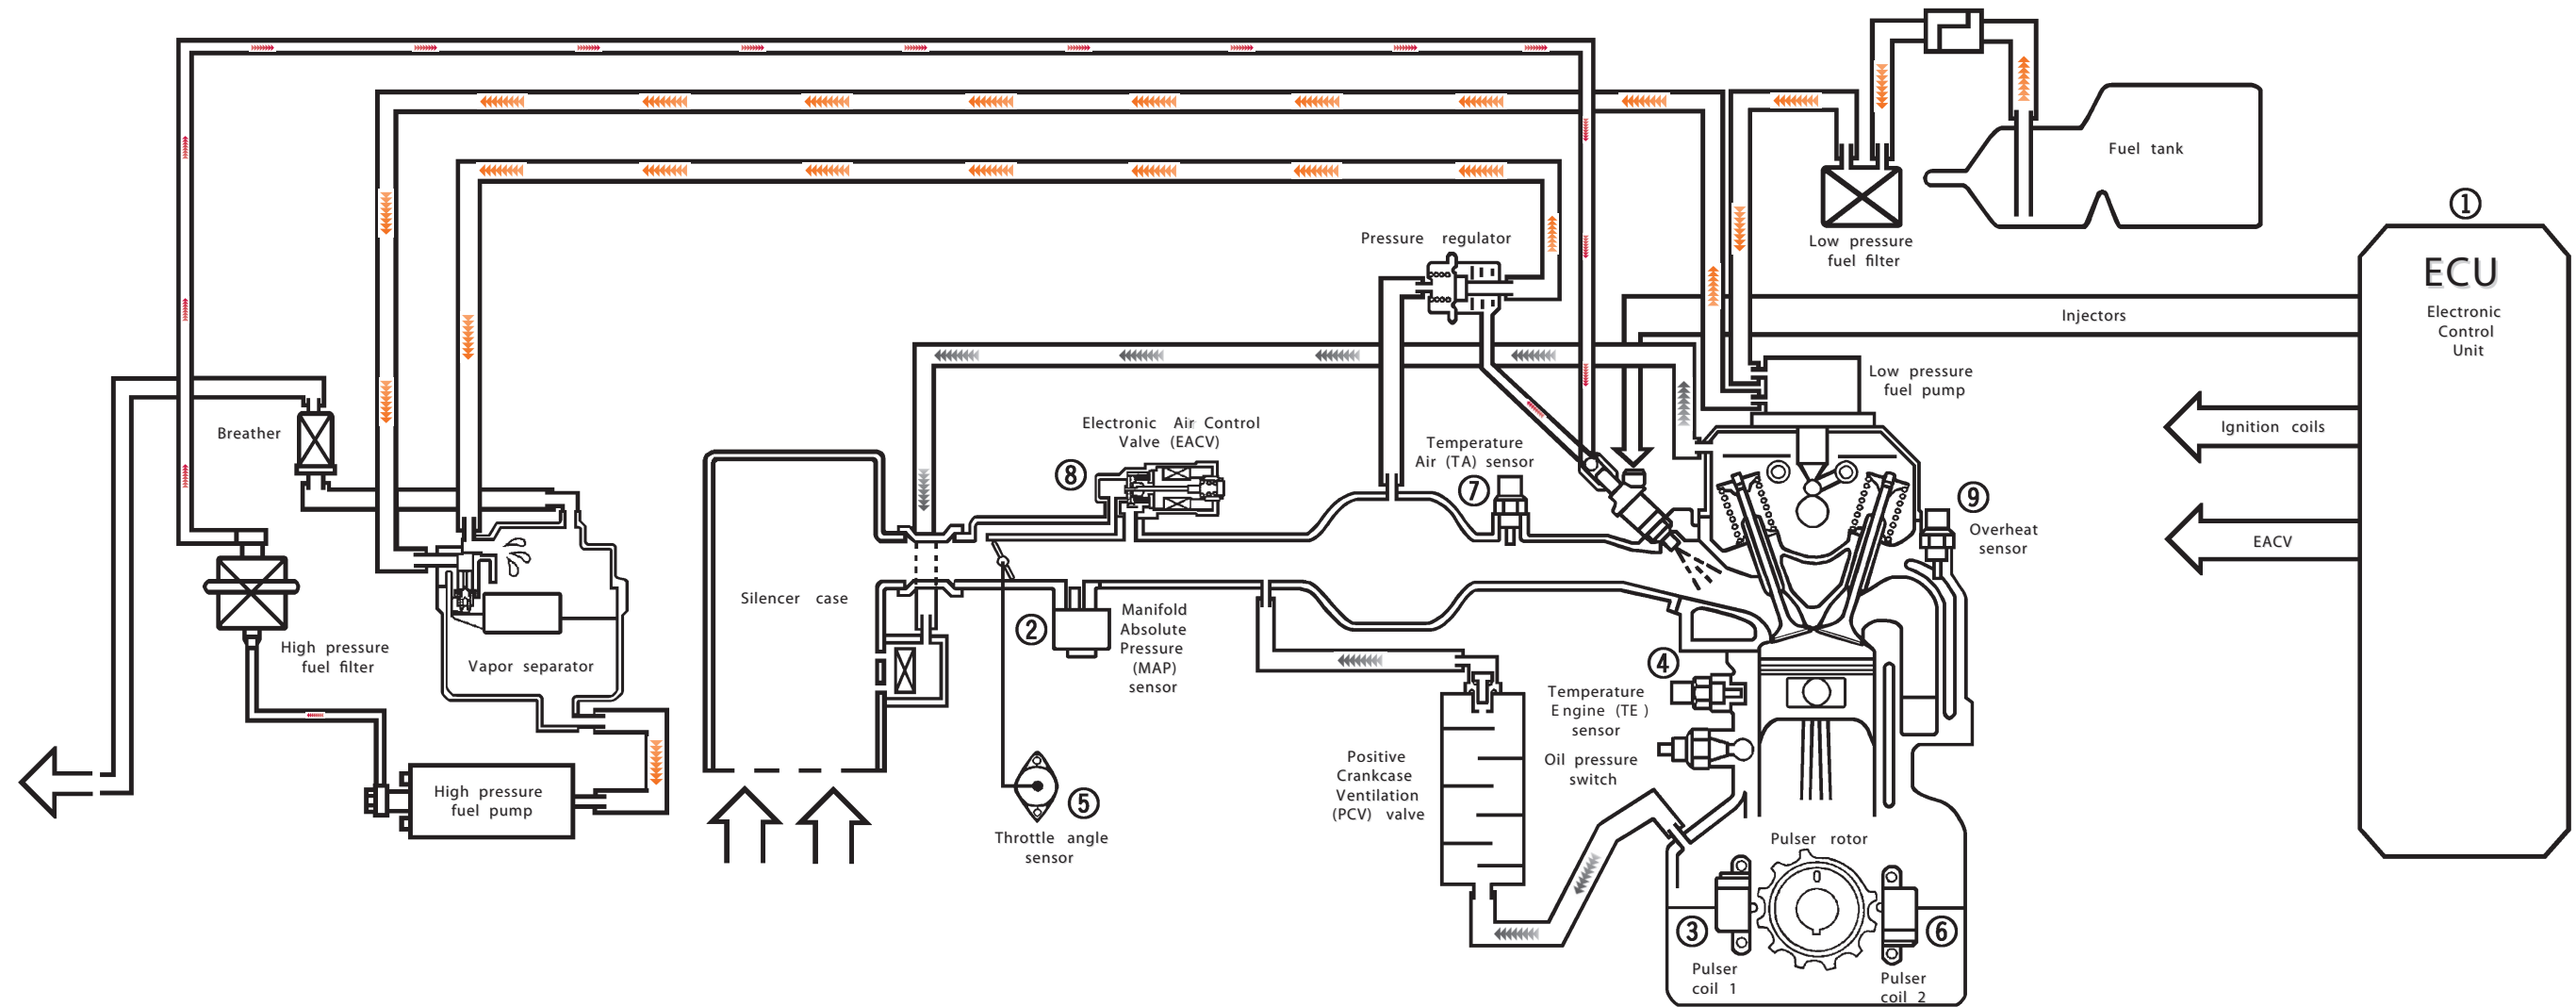 Fuel tank
①
Low pressure
fuel filter
Pressure regulator
ECU
Electronic
Control
Unit
Injectors
Low pressure
fuel pump
Ignition coils
EACV
Breather
Electronic Air Control
Valve (EACV)
⑧
Temperature
Air (TA) sensor
⑦
⑨
Overheat
sensor
Silencer case
②
Manifold
Absolute
Pressure
(MAP)
sensor
High pressure
fuel filter
Vapor separator
④
Temperature
Engine (TE)
sensor
Oil pressure
switch
Positive
Crankcase
Ventilation
(PCV) valve
High pressure
fuel pump
⑤
Throttle angle
sensor
Pulser rotor
0
③
⑥
Pulser
coil 1
Pulser
coil 2